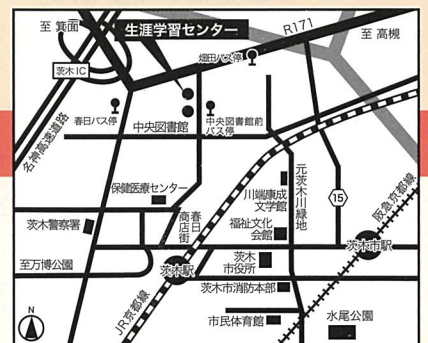 至 箕面
生涯学習センター
R171
至 高槻
畑田バス停
茨木IC
春日バス停
中央図書館
中央図書館前
バス停
名神高速道路
保健医療センター
川端康成
文学館
元茨木川緑地
15
阪急京都線
春日
商店街
福祉文化
会館
茨木警察署
茨木市駅
至万博公園
茨木駅
茨木
市役所
茨木市消防本部
JR京都線
市民体育館
水尾公園
N